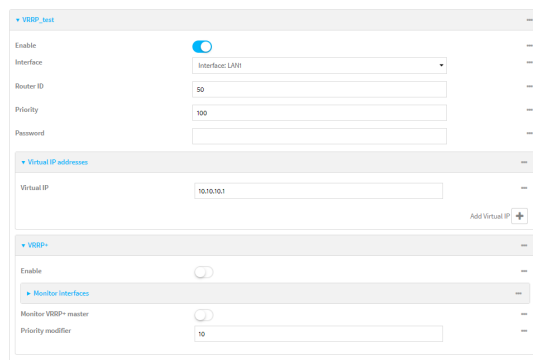 VRRP_test
Enable
Interface
Interface: LAN1
Router ID
50
Priority
100
Password
Virtual IP addresses
Virtual IP
10.10.10.1
Add Virtual IP
VRRP+
Enable
Monitor interfaces
Monitor VRRP+ master
Priority modifier
10